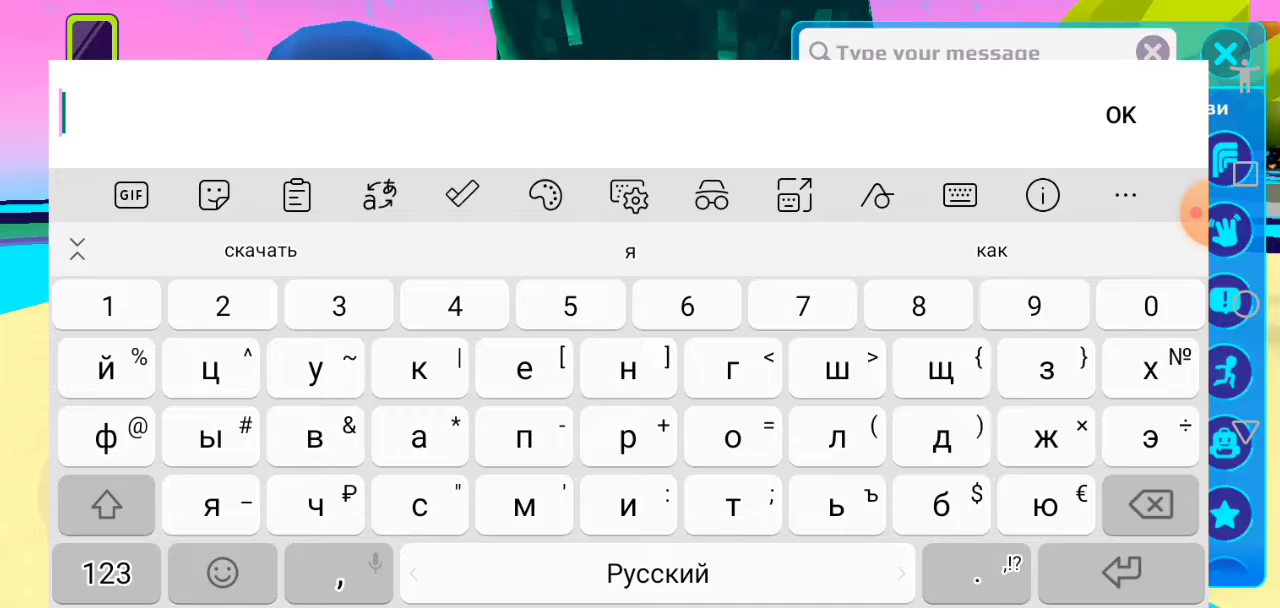 Type your message
ви
OK
GIF
скачать я как
1 2 3 4 5 6 7 8 9 0
й % ц ^ у ~ к | е [ н ] г < ш > щ { з } х №
ф @ ы # в & а * п - р + о = л ( д ) ж × э ÷
я _ ч ₽ с " м ' и : т ; ь ъ б $ ю €
123 , Русский . ,!?